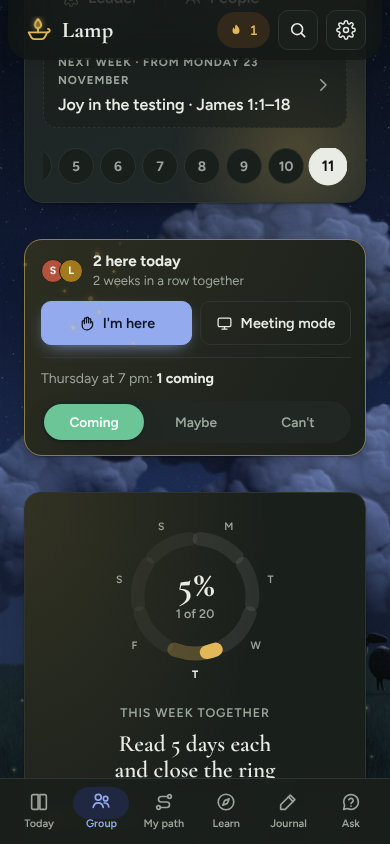 Leader
People
Lamp
1
NEXT WEEK · FROM MONDAY 23
NOVEMBER
Joy in the testing · James 1:1–18
5 6 7 8 9 10 11
S L
2 here today
2 weeks in a row together
I'm here
Meeting mode
Thursday at 7 pm: 1 coming
Coming Maybe Can't
S M
S T
5%
1 of 20
F W
T
THIS WEEK TOGETHER
Read 5 days each
and close the ring
Today Group My path Learn Journal Ask